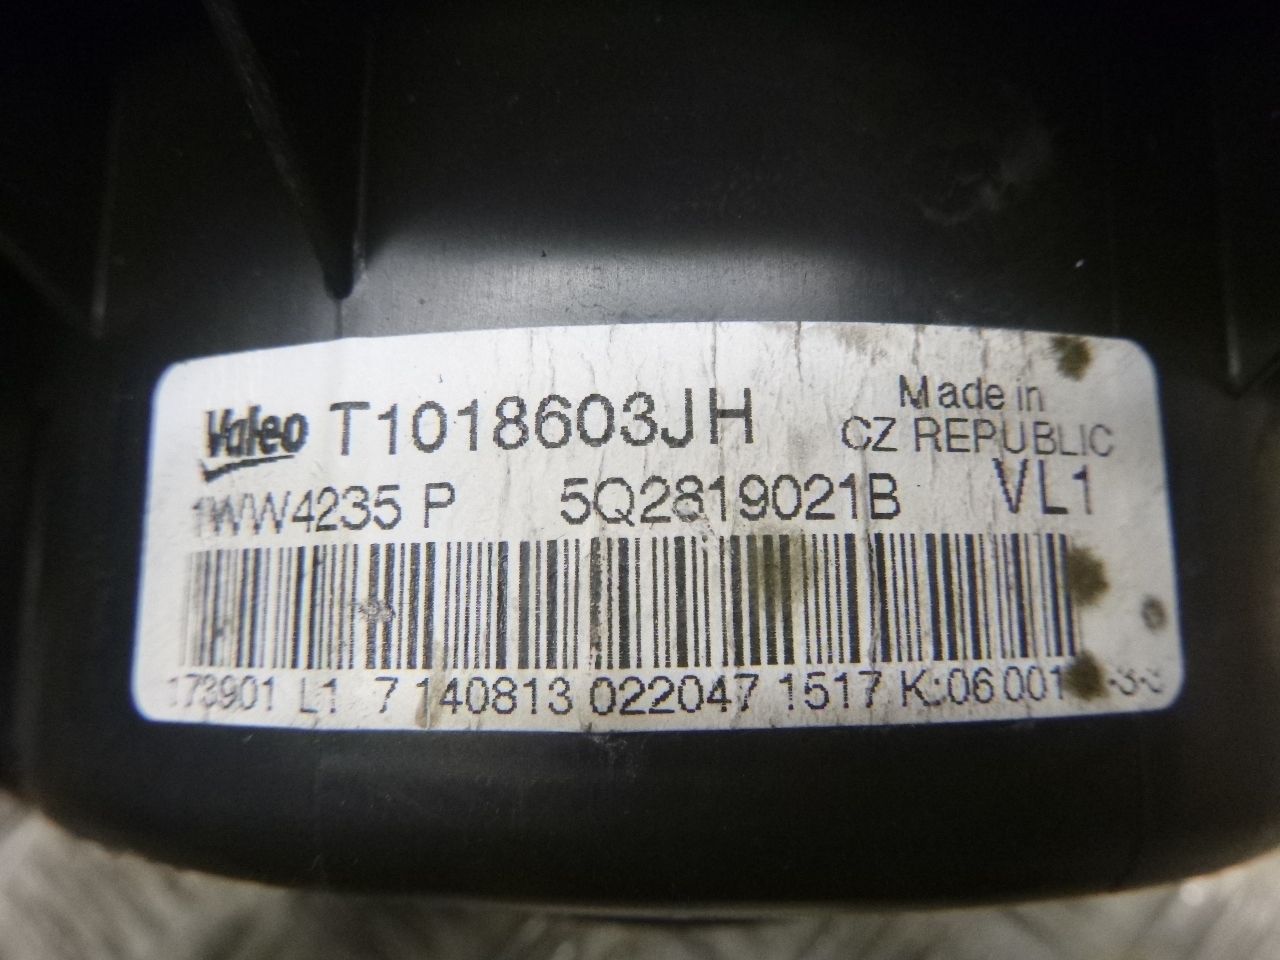 Valeo T1018603JH Made in
CZ REPUBLIC
1WW4235 P 5Q2819021B VL1
173901 L1 7 140813 022047 1517 K:06 001